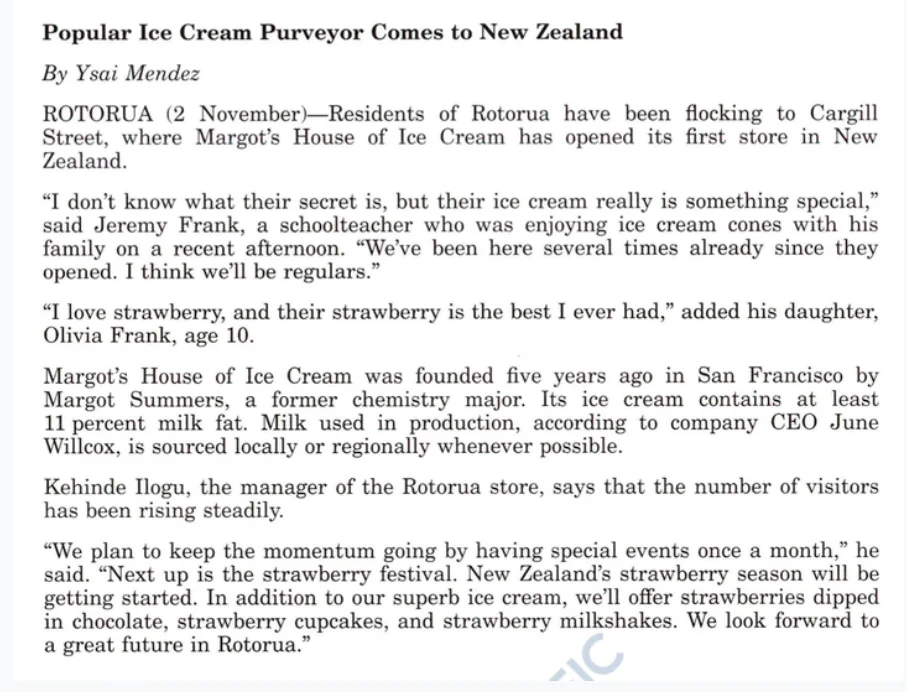 Popular Ice Cream Purveyor Comes to New Zealand
By Ysai Mendez
ROTORUA (2 November)—Residents of Rotorua have been flocking to Cargill
Street, where Margot's House of Ice Cream has opened its first store in New
Zealand.
“I don't know what their secret is, but their ice cream really is something special,”
said Jeremy Frank, a schoolteacher who was enjoying ice cream cones with his
family on a recent afternoon. “We've been here several times already since they
opened. I think we'll be regulars.”
“I love strawberry, and their strawberry is the best I ever had,” added his daughter,
Olivia Frank, age 10.
Margot's House of Ice Cream was founded five years ago in San Francisco by
Margot Summers, a former chemistry major. Its ice cream contains at least
11 percent milk fat. Milk used in production, according to company CEO June
Willcox, is sourced locally or regionally whenever possible.
Kehinde Ilogu, the manager of the Rotorua store, says that the number of visitors
has been rising steadily.
“We plan to keep the momentum going by having special events once a month,” he
said. “Next up is the strawberry festival. New Zealand's strawberry season will be
getting started. In addition to our superb ice cream, we'll offer strawberries dipped
in chocolate, strawberry cupcakes, and strawberry milkshakes. We look forward to
a great future in Rotorua.”